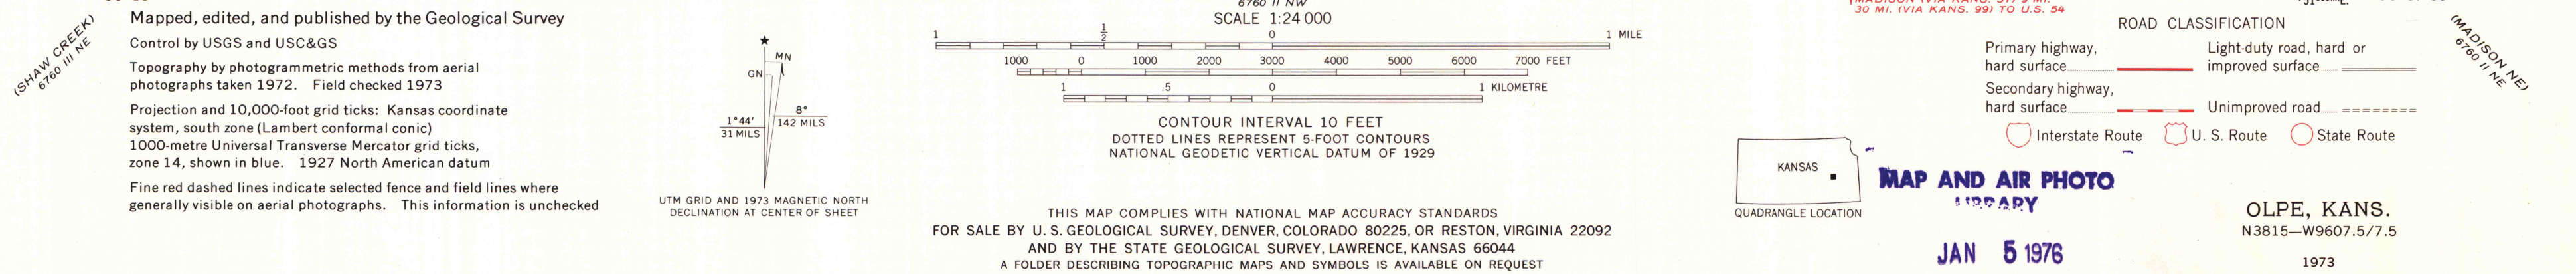 (SHAW CREEK)
6760 III NE
Mapped, edited, and published by the Geological Survey
Control by USGS and USC&GS
Topography by photogrammetric methods from aerial
photographs taken 1972. Field checked 1973
Projection and 10,000-foot grid ticks: Kansas coordinate
system, south zone (Lambert conformal conic)
1000-metre Universal Transverse Mercator grid ticks,
zone 14, shown in blue. 1927 North American datum
Fine red dashed lines indicate selected fence and field lines where
generally visible on aerial photographs. This information is unchecked
★
MN
GN
1°44'
31 MILS
8°
142 MILS
UTM GRID AND 1973 MAGNETIC NORTH
DECLINATION AT CENTER OF SHEET
6760 II NW
SCALE 1:24 000
1 1/2 0 1 MILE
1000 0 1000 2000 3000 4000 5000 6000 7000 FEET
1 .5 0 1 KILOMETRE
CONTOUR INTERVAL 10 FEET
DOTTED LINES REPRESENT 5-FOOT CONTOURS
NATIONAL GEODETIC VERTICAL DATUM OF 1929
THIS MAP COMPLIES WITH NATIONAL MAP ACCURACY STANDARDS
FOR SALE BY U. S. GEOLOGICAL SURVEY, DENVER, COLORADO 80225, OR RESTON, VIRGINIA 22092
AND BY THE STATE GEOLOGICAL SURVEY, LAWRENCE, KANSAS 66044
A FOLDER DESCRIBING TOPOGRAPHIC MAPS AND SYMBOLS IS AVAILABLE ON REQUEST
30 MI. (VIA KANS. 99) TO U.S. 54
ROAD CLASSIFICATION
Primary highway,
hard surface
Light-duty road, hard or
improved surface
Secondary highway,
hard surface
Unimproved road
Interstate Route
U. S. Route
State Route
(MADISON NE)
6760 II NE
KANSAS
QUADRANGLE LOCATION
MAP AND AIR PHOTO
LIBRARY
JAN 5 1976
OLPE, KANS.
N3815—W9607.5/7.5
1973